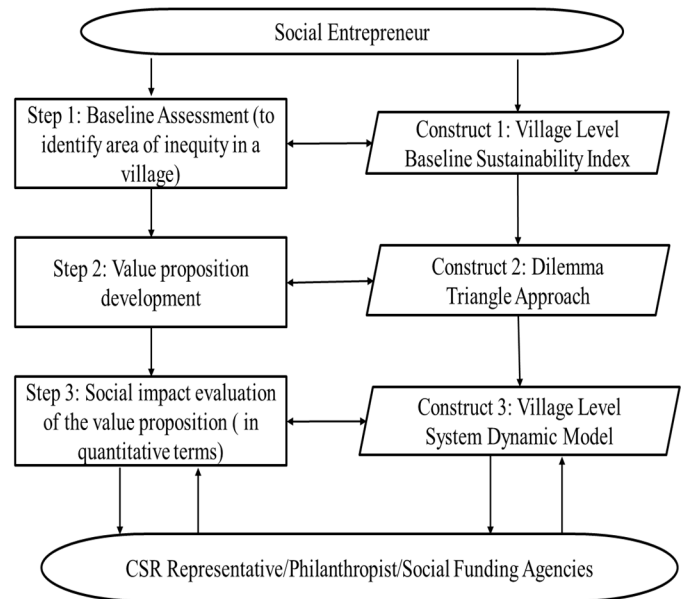 Social Entrepreneur
Step 1: Baseline Assessment (to
identify area of inequity in a
village)
Construct 1: Village Level
Baseline Sustainability Index
Step 2: Value proposition
development
Construct 2: Dilemma
Triangle Approach
Step 3: Social impact evaluation
of the value proposition ( in
quantitative terms)
Construct 3: Village Level
System Dynamic Model
CSR Representative/Philanthropist/Social Funding Agencies